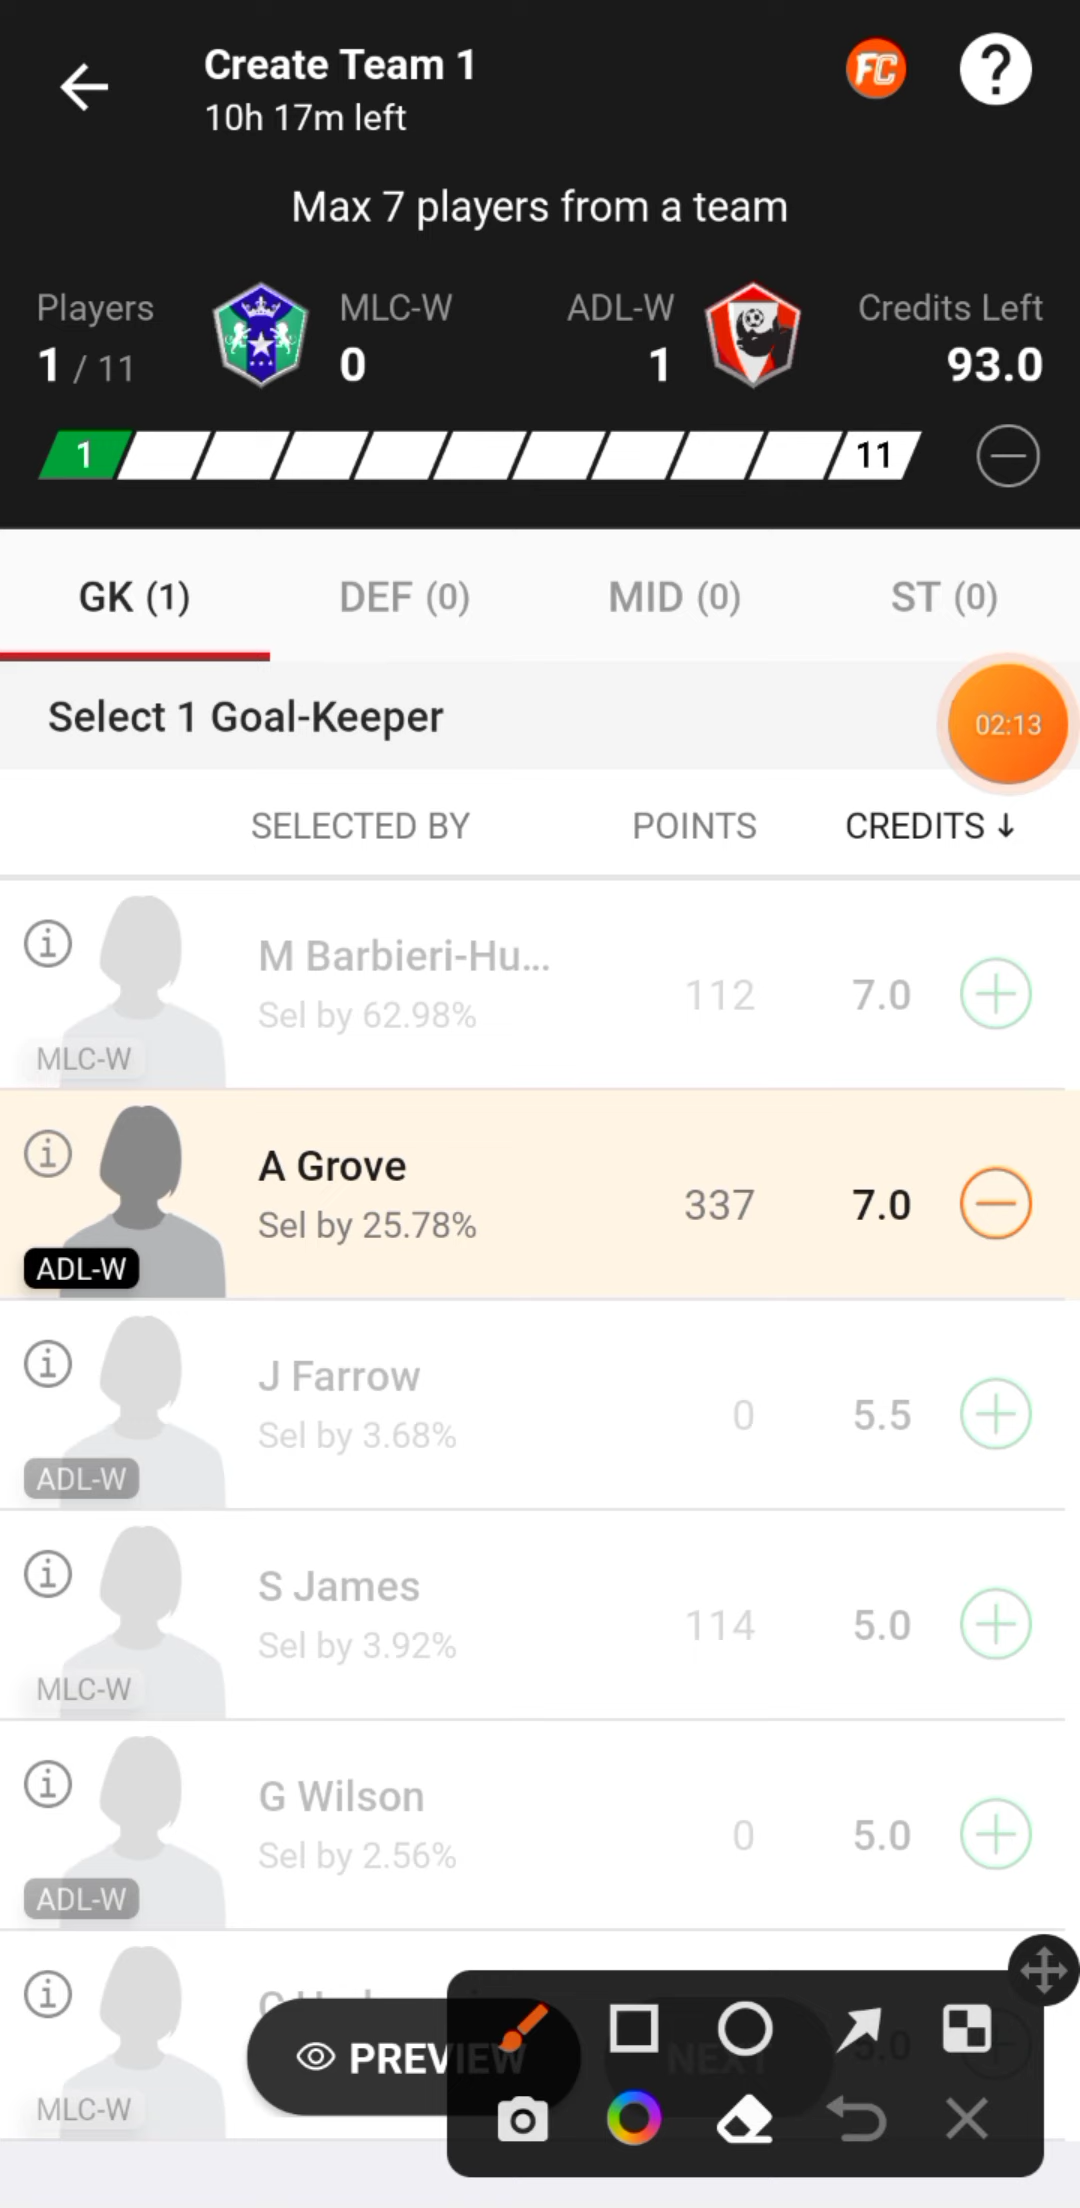 Create Team 1
10h 17m left
FC
?
Max 7 players from a team
Players
1 / 11
MLC-W
0
ADL-W
1
Credits Left
93.0
1
11
GK (1)
DEF (0)
MID (0)
ST (0)
Select 1 Goal-Keeper
02:13
SELECTED BY
POINTS
CREDITS ↓
M Barbieri-Hu...
Sel by 62.98%
112
7.0
MLC-W
A Grove
Sel by 25.78%
337
7.0
ADL-W
J Farrow
Sel by 3.68%
0
5.5
ADL-W
S James
Sel by 3.92%
114
5.0
MLC-W
G Wilson
Sel by 2.56%
0
5.0
ADL-W
5.0
PREVIEW
NEXT
MLC-W